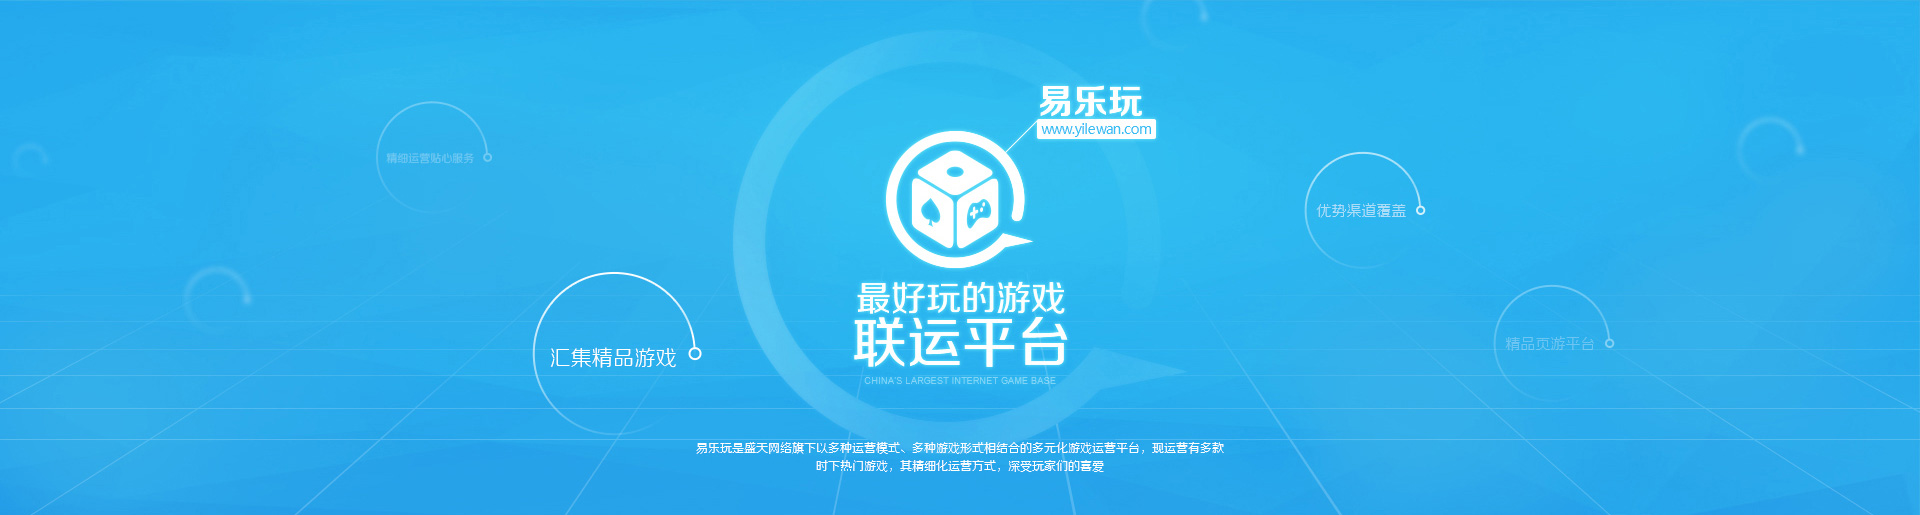 易乐玩
www.yilewan.com
精细运营贴心服务
优势渠道覆盖
最好玩的游戏
联运平台
汇集精品游戏
精品页游平台
CHINA'S LARGEST INTERNET GAME BASE
易乐玩是盛天网络旗下以多种运营模式、多种游戏形式相结合的多元化游戏运营平台，现运营有多款
时下热门游戏，其精细化运营方式，深受玩家们的喜爱